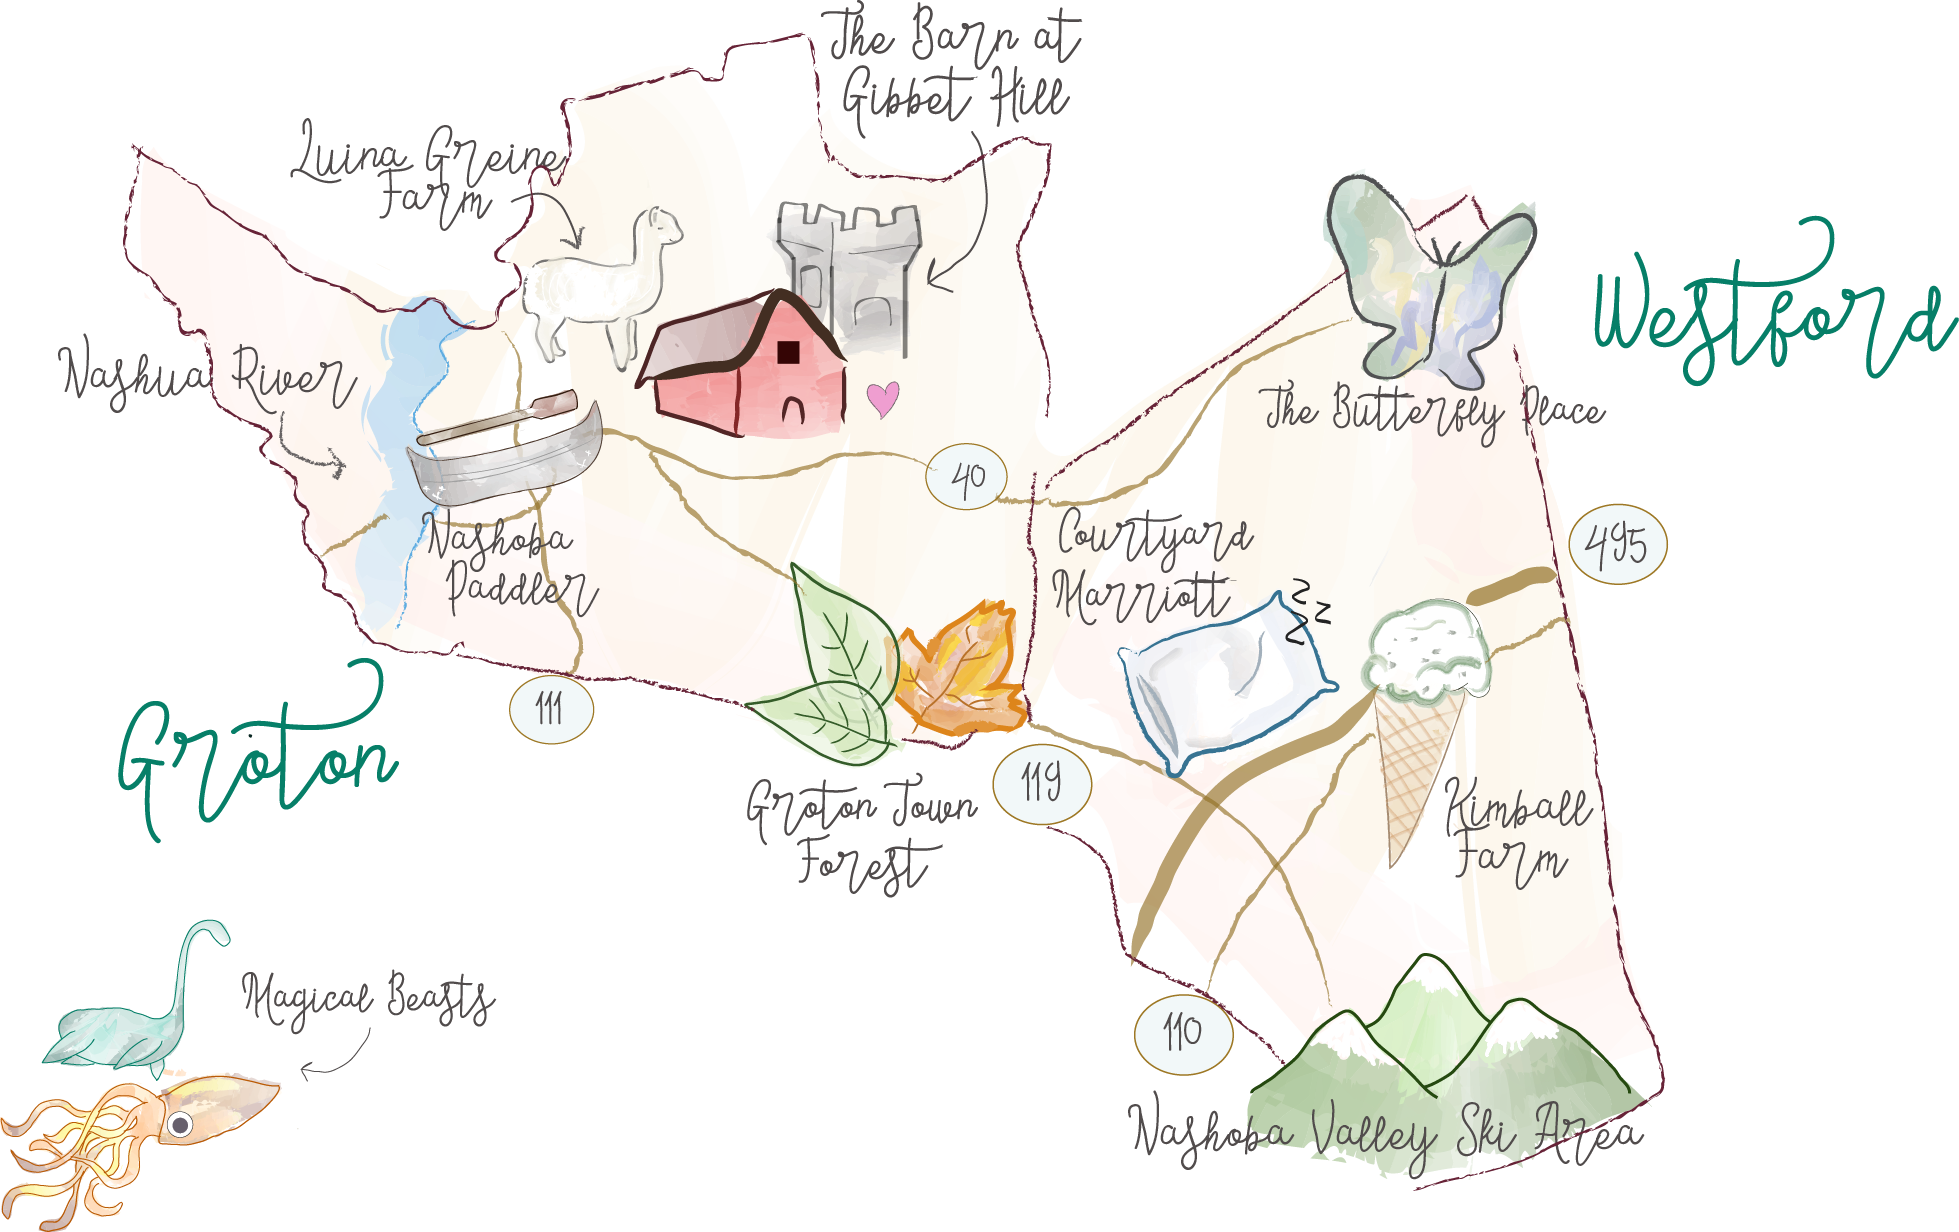 The Barn at
Gibbet Hill
Luina Greine
Farm
Westford
Nashua River
The Butterfly Place
40
495
Nashoba
Paddler
Courtyard
Marriott
z
z
z
111
Groton
119
Groton Town
Forest
Kimball
Farm
Magical Beasts
110
Nashoba Valley Ski Area